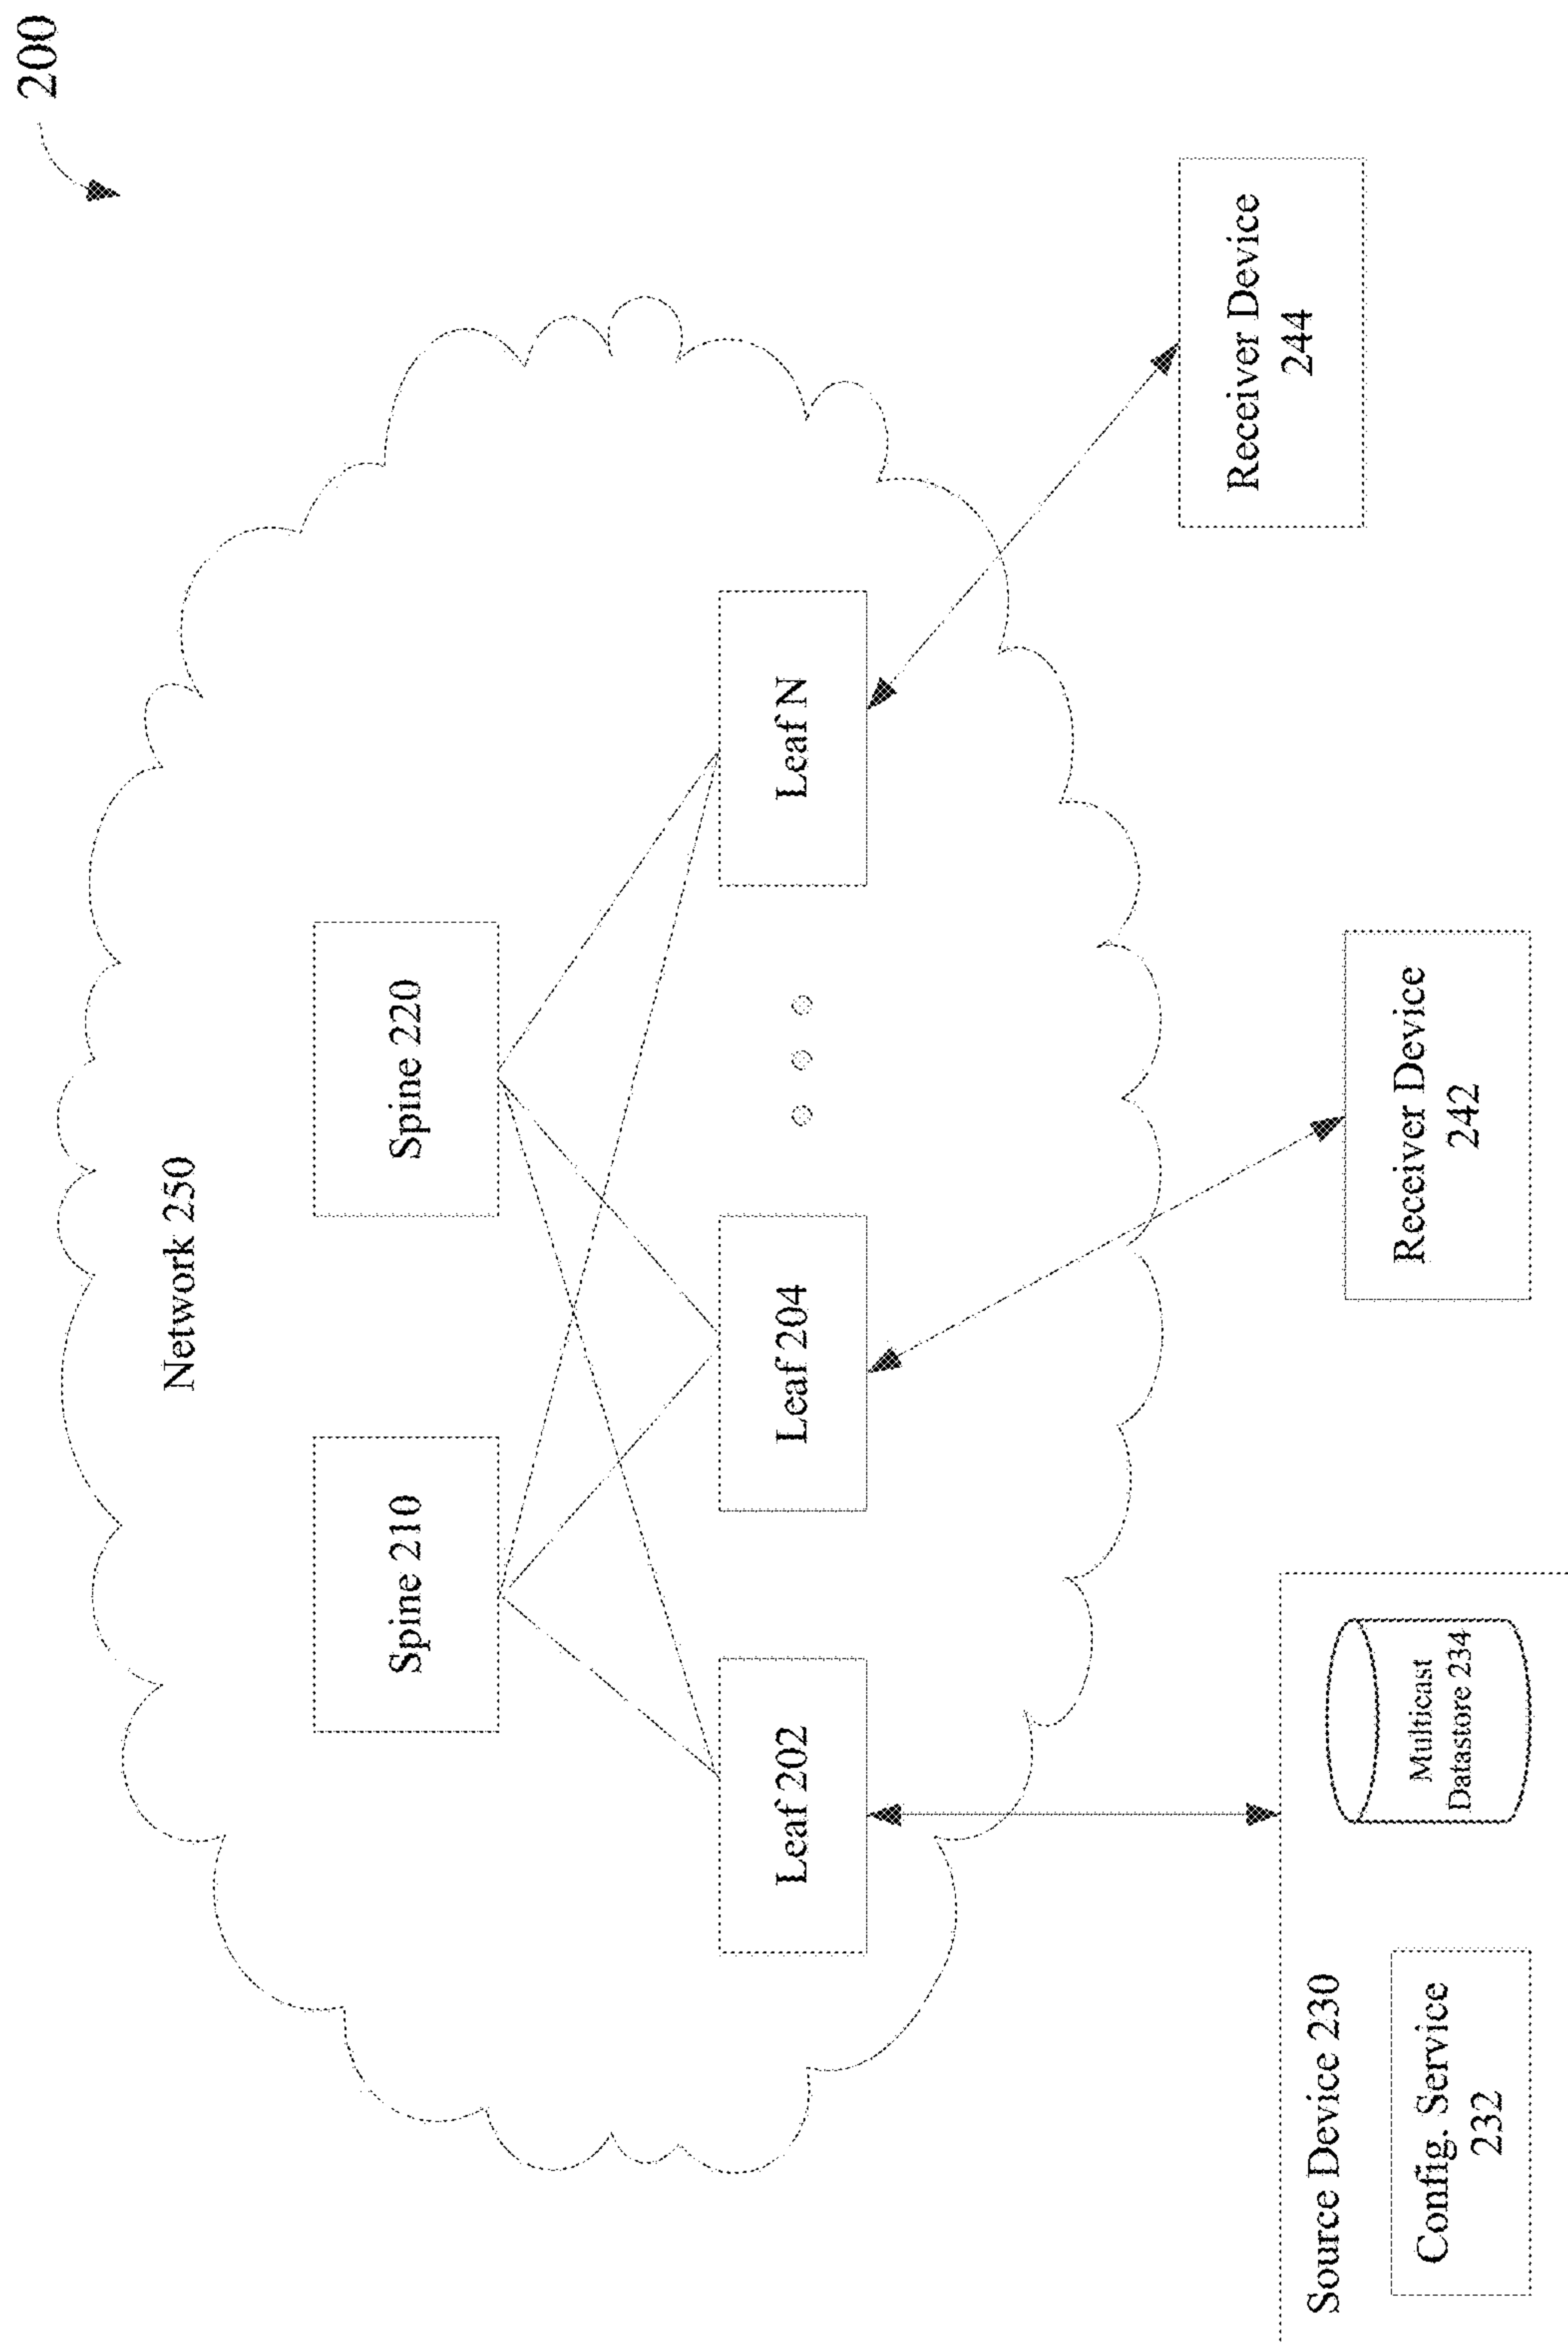 200
Network 250
Spine 210
Spine 220
Leaf 202
Leaf 204
Leaf N
Source Device 230
Config. Service
232
Multicast
Datastore 234
Receiver Device
242
Receiver Device
244